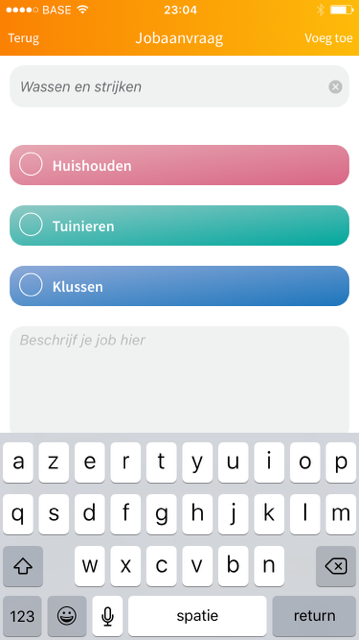 BASE 23:04
Terug Jobaanvraag Voeg toe
Wassen en strijken
Huishouden
Tuinieren
Klussen
Beschrijf je job hier
a z e r t y u i o p
q s d f g h j k l m
w x c v b n
123 spatie return